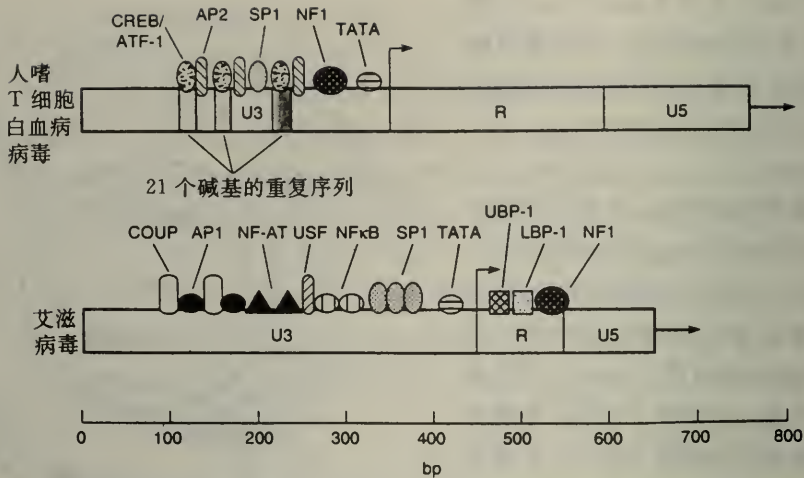 CREB/
ATF-1
AP2
SP1
NF1
TATA
人嗜
T 细胞
白血病
病毒
U3
R
U5
21 个碱基的重复序列
COUP
AP1
NF-AT
USF
NFκB
SP1
TATA
UBP-1
LBP-1
NF1
艾滋
病毒
U3
R
U5
0
100
200
300
400
500
600
700
800
bp